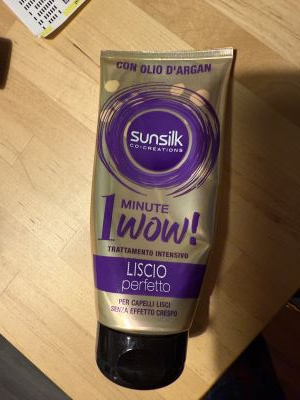 CON OLIO D'ARGAN
sunsilk
CO-CREATIONS
1 MINUTE
WOW!
TRATTAMENTO INTENSIVO
LISCIO
perfetto
PER CAPELLI LISCI
SENZA EFFETTO CRESPO